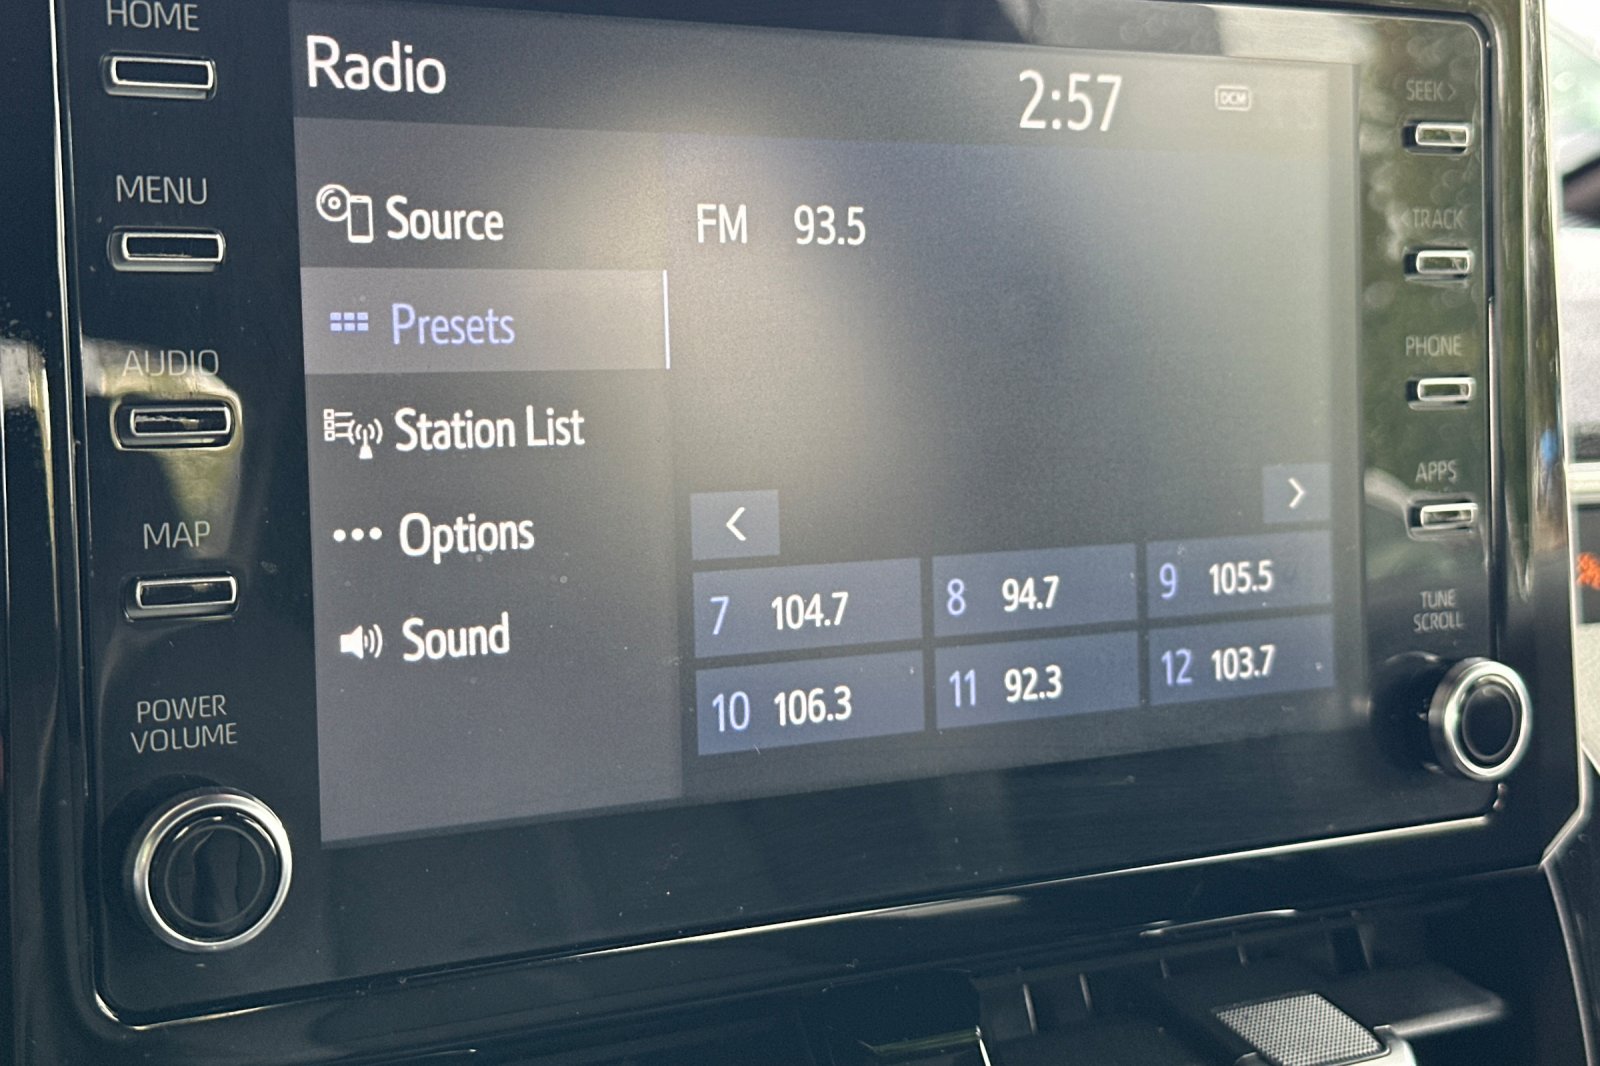 HOME
MENU
AUDIO
MAP
POWER
VOLUME
Radio
2:57
DCM
Source
Presets
Station List
Options
Sound
FM 93.5
<
>
7 104.7
8 94.7
9 105.5
10 106.3
11 92.3
12 103.7
SEEK >
< TRACK
PHONE
APPS
TUNE
SCROLL